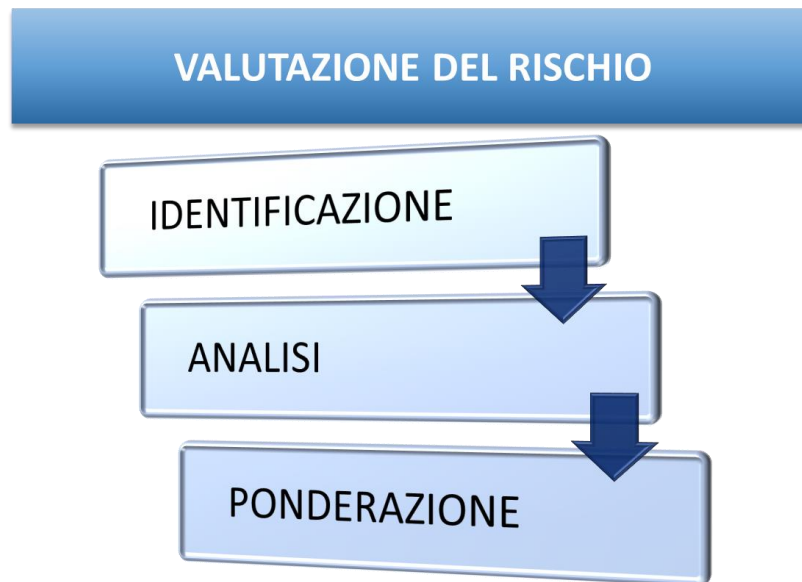 VALUTAZIONE DEL RISCHIO
IDENTIFICAZIONE
ANALISI
PONDERAZIONE